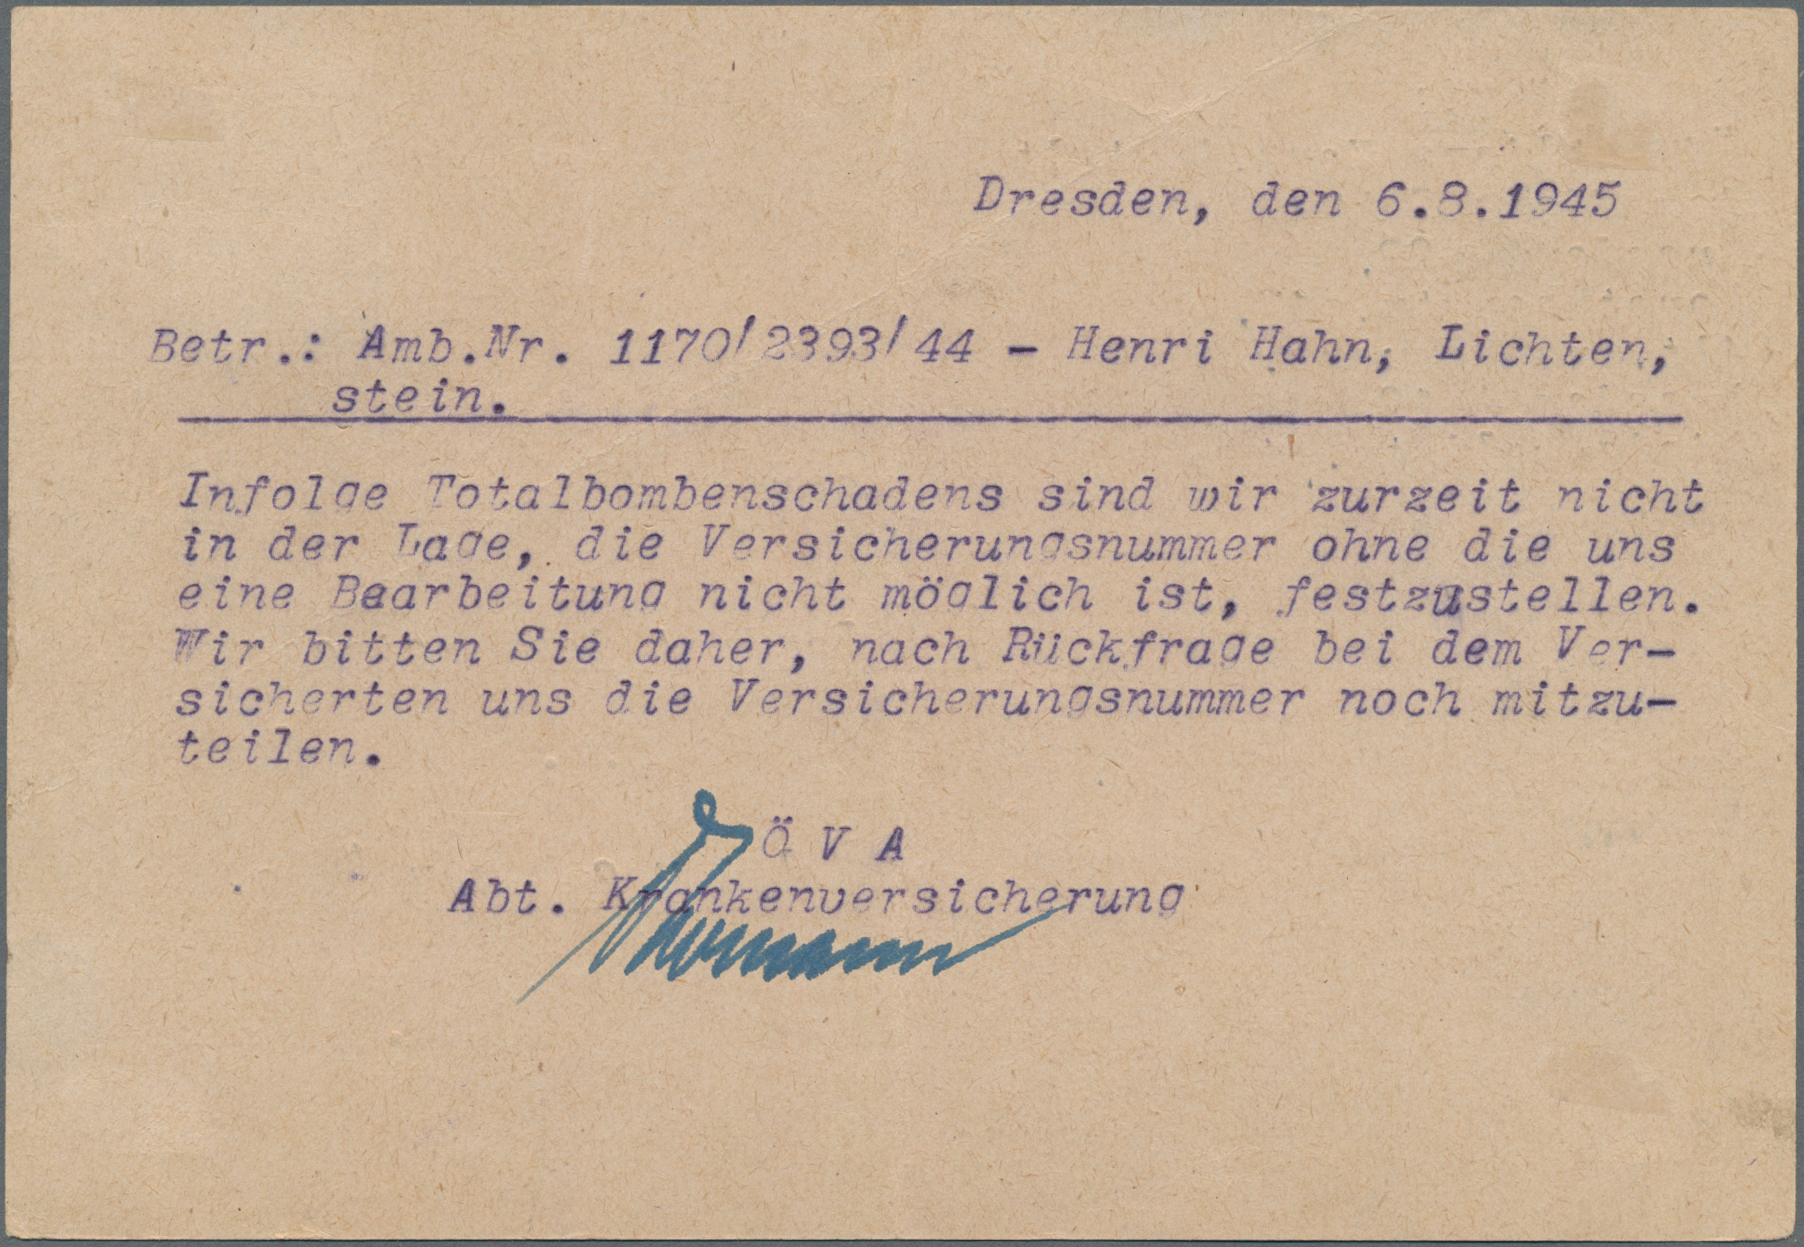 Dresden, den 6.8.1945
Betr.: Amb.Nr. 1170/2393/44 - Henri Hahn, Lichten,
stein.
Infolge Totalbombenschadens sind wir zurzeit nicht
in der Lage, die Versicherungsnummer ohne die uns
eine Bearbeitung nicht möglich ist, festzustellen.
Wir bitten Sie daher, nach Rückfrage bei dem Ver-
sicherten uns die Versicherungsnummer noch mitzu-
teilen.
Ö V A
Abt. Krankenversicherung